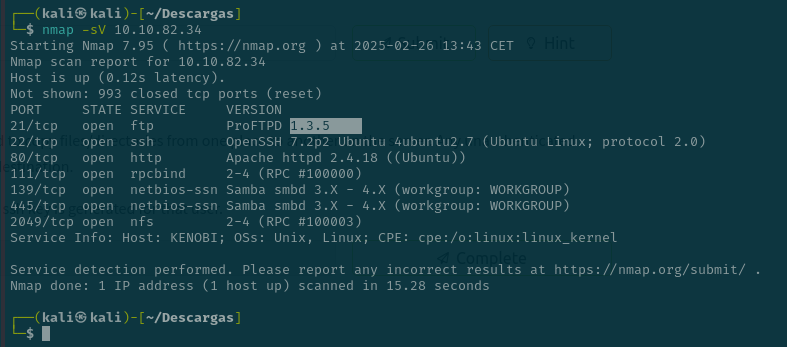 ┌──(kali㉿kali)-[~/Descargas]
└─$ nmap -sV 10.10.82.34
Starting Nmap 7.95 ( https://nmap.org ) at 2025-02-26 13:43 CET
Nmap scan report for 10.10.82.34
Host is up (0.12s latency).
Not shown: 993 closed tcp ports (reset)
PORT     STATE SERVICE     VERSION
21/tcp   open  ftp         ProFTPD 1.3.5
22/tcp   open  ssh         OpenSSH 7.2p2 Ubuntu 4ubuntu2.7 (Ubuntu Linux; protocol 2.0)
80/tcp   open  http        Apache httpd 2.4.18 ((Ubuntu))
111/tcp  open  rpcbind     2-4 (RPC #100000)
139/tcp  open  netbios-ssn Samba smbd 3.X - 4.X (workgroup: WORKGROUP)
445/tcp  open  netbios-ssn Samba smbd 3.X - 4.X (workgroup: WORKGROUP)
2049/tcp open  nfs         2-4 (RPC #100003)
Service Info: Host: KENOBI; OSs: Unix, Linux; CPE: cpe:/o:linux:linux_kernel
Complete
Service detection performed. Please report any incorrect results at https://nmap.org/submit/ .
Nmap done: 1 IP address (1 host up) scanned in 15.28 seconds
┌──(kali㉿kali)-[~/Descargas]
└─$
Hint